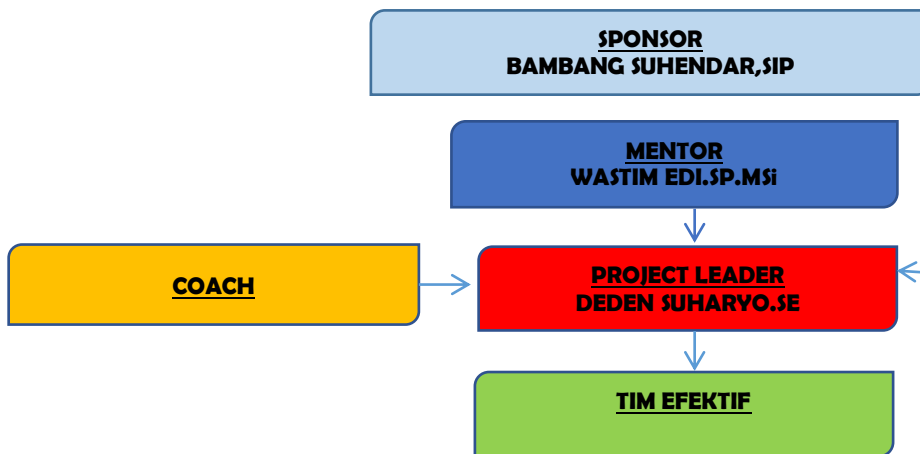 SPONSOR
BAMBANG SUHENDAR,SIP
MENTOR
WASTIM EDI.SP.MSi
COACH
PROJECT LEADER
DEDEN SUHARYO.SE
TIM EFEKTIF